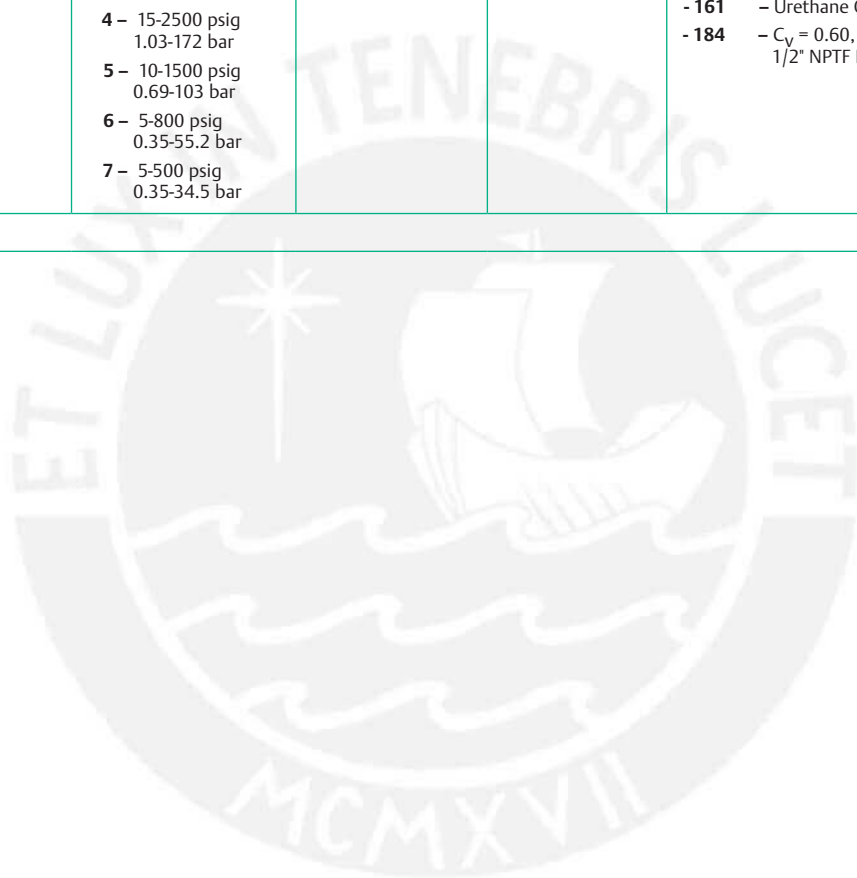 4 – 15-2500 psig
1.03-172 bar
5 – 10-1500 psig
0.69-103 bar
6 – 5-800 psig
0.35-55.2 bar
7 – 5-500 psig
0.35-34.5 bar
- 161 – Urethane
- 184 – CV = 0.60,
1/2" NPTF
ET LUX IN TENEBRIS LUCET
MCMXVII